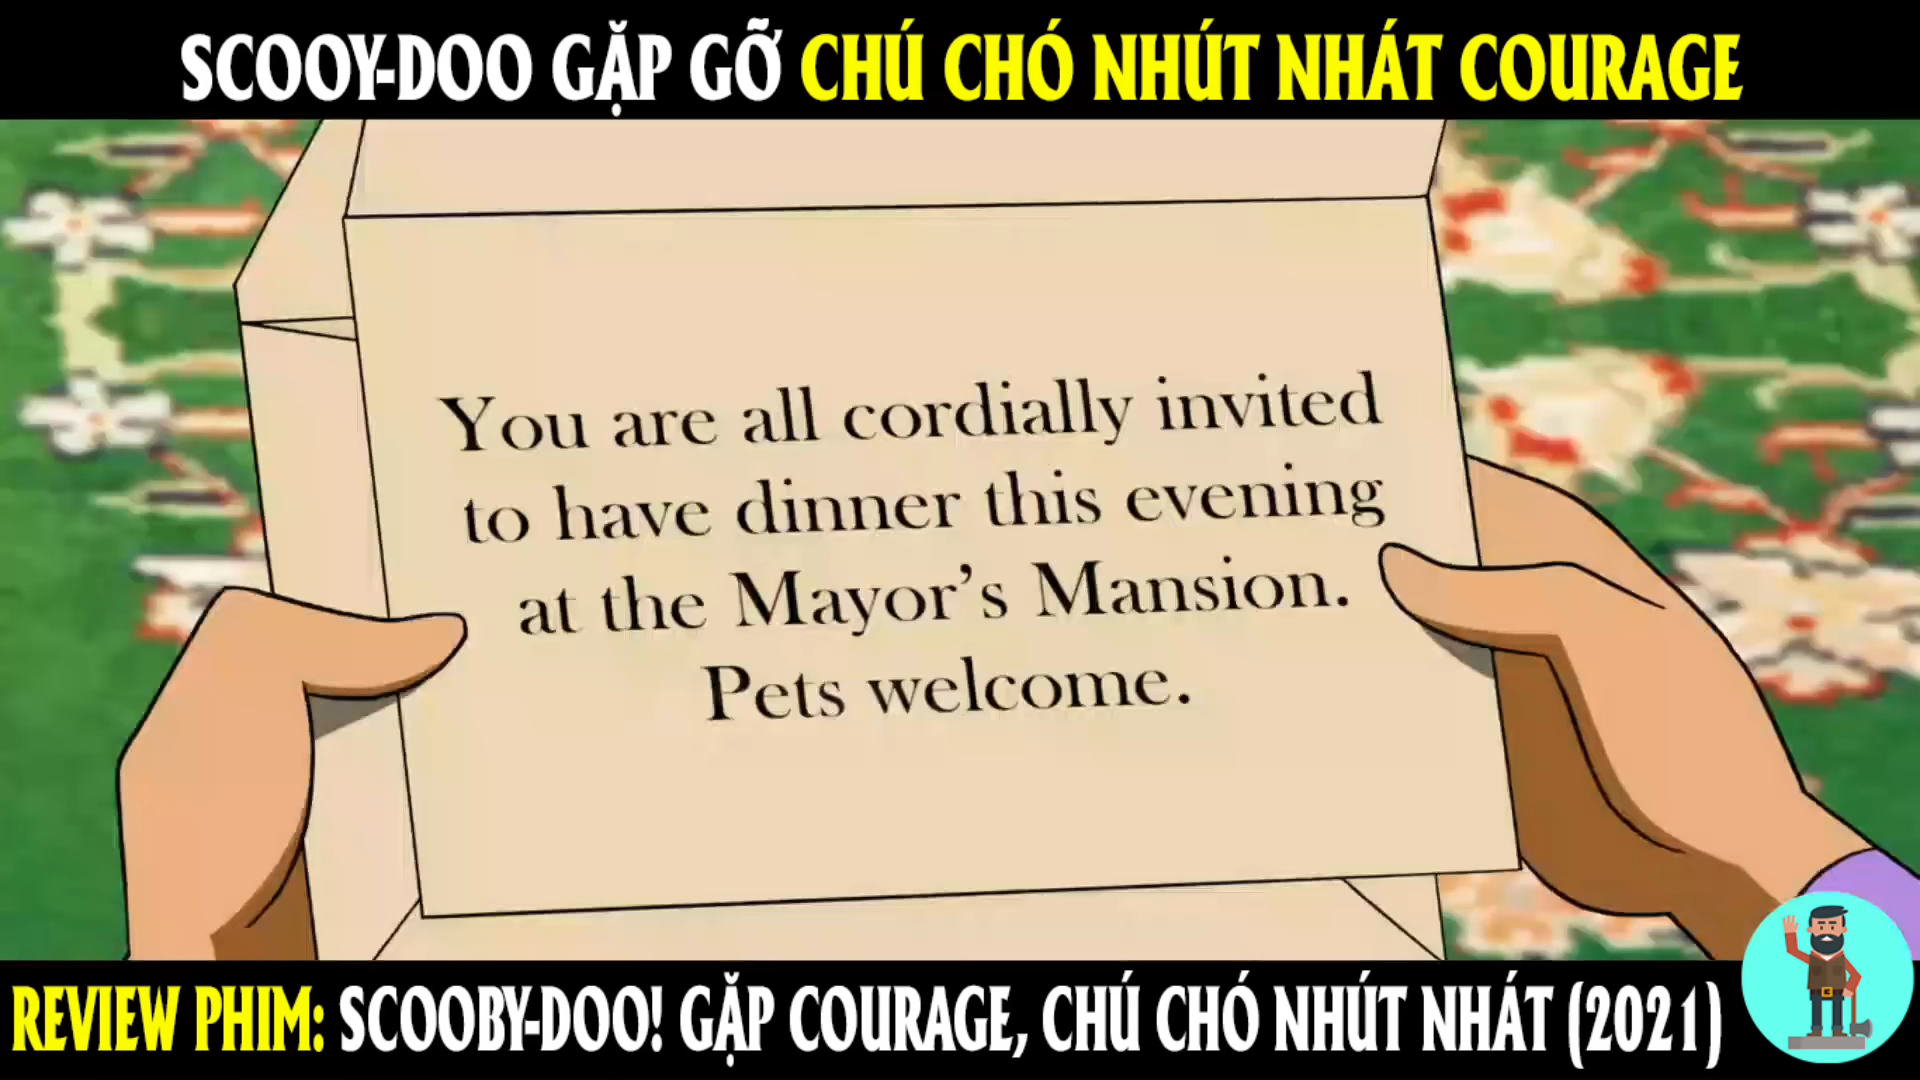 SCOOY-DOO GẶP GỠ CHÚ CHÓ NHÚT NHÁT COURAGE
You are all cordially invited
to have dinner this evening
at the Mayor’s Mansion.
Pets welcome.
REVIEW PHIM: SCOOBY-DOO! GẶP COURAGE, CHÚ CHÓ NHÚT NHÁT (2021)